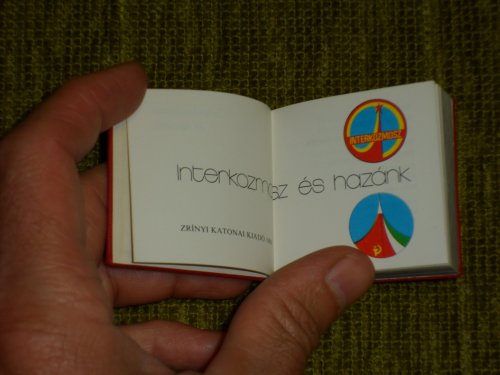 INTERKOZMOSZ
Interkozmosz és hazánk
ZRÍNYI KATONAI KIADÓ